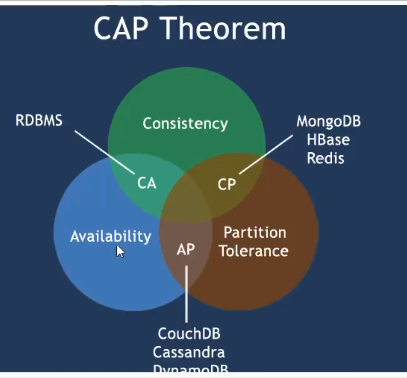 CAP Theorem
RDBMS
Consistency
MongoDB
HBase
Redis
CA
CP
Availability
Partition
Tolerance
AP
CouchDB
Cassandra
DynamoDB